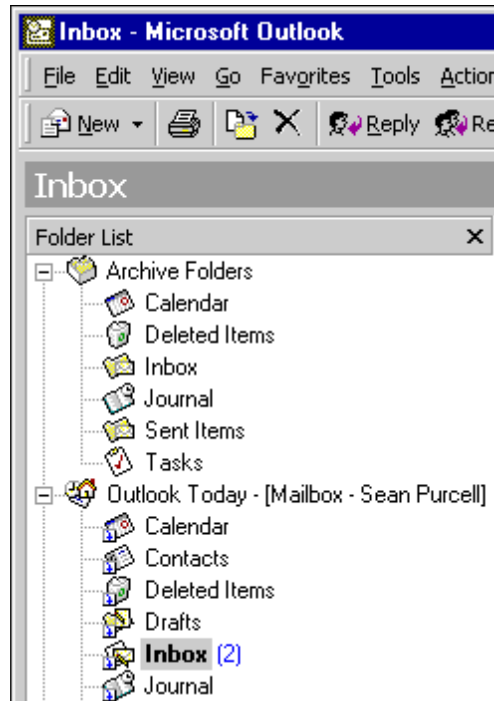 Inbox - Microsoft Outlook
File Edit View Go Favorites Tools Action
New Reply Re
Inbox
Folder List
Archive Folders
Calendar
Deleted Items
Inbox
Journal
Sent Items
Tasks
Outlook Today - [Mailbox - Sean Purcell]
Calendar
Contacts
Deleted Items
Drafts
Inbox (2)
Journal